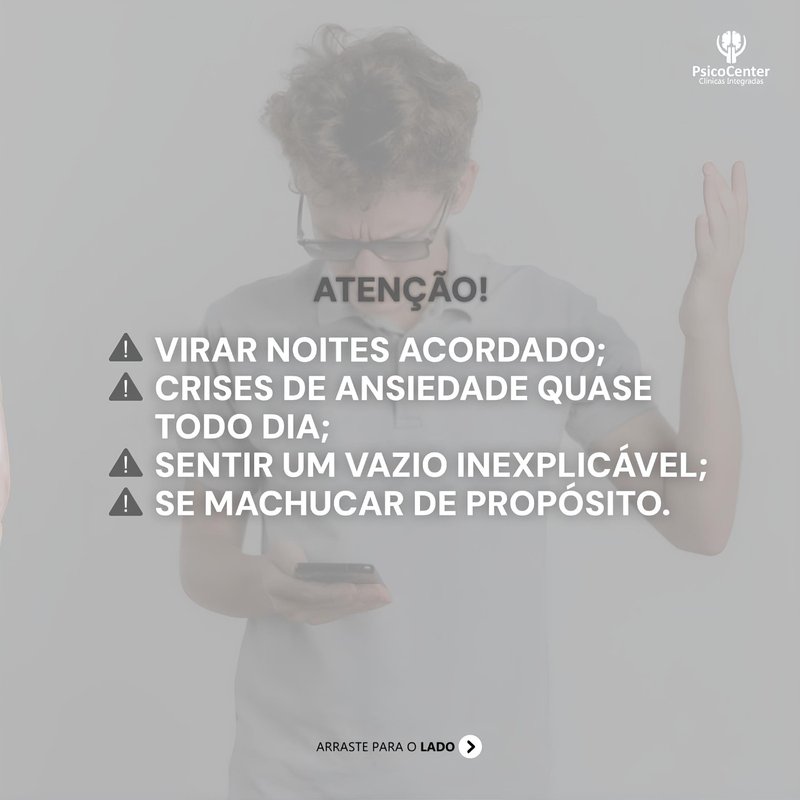 PsicoCenter
Clínicas Integradas
ATENÇÃO!
VIRAR NOITES ACORDADO;
CRISES DE ANSIEDADE QUASE
TODO DIA;
SENTIR UM VAZIO INEXPLICÁVEL;
SE MACHUCAR DE PROPÓSITO.
ARRASTE PARA O LADO